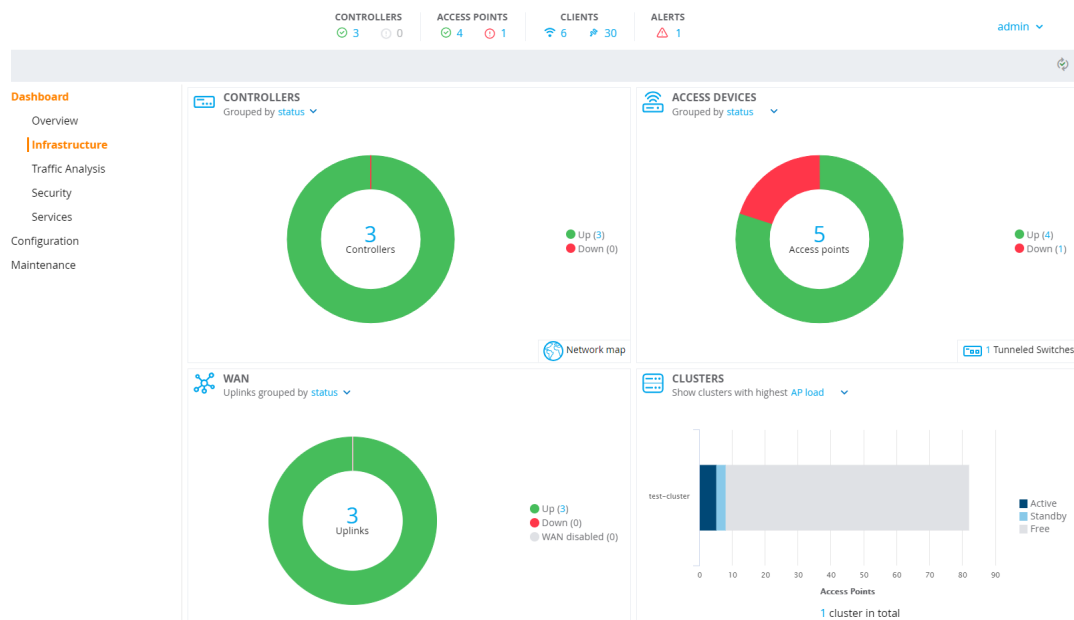 CONTROLLERS ACCESS POINTS CLIENTS ALERTS
3 0 4 1 6 30 1
admin
Dashboard
Overview
Infrastructure
Traffic Analysis
Security
Services
Configuration
Maintenance
CONTROLLERS
Grouped by status
3
Controllers
Up (3)
Down (0)
Network map
ACCESS DEVICES
Grouped by status
5
Access points
Up (4)
Down (1)
1 Tunneled Switches
WAN
Uplinks grouped by status
3
Uplinks
Up (3)
Down (0)
WAN disabled (0)
CLUSTERS
Show clusters with highest AP load
test-cluster
Active
Standby
Free
0 10 20 30 40 50 60 70 80 90
Access Points
1 cluster in total